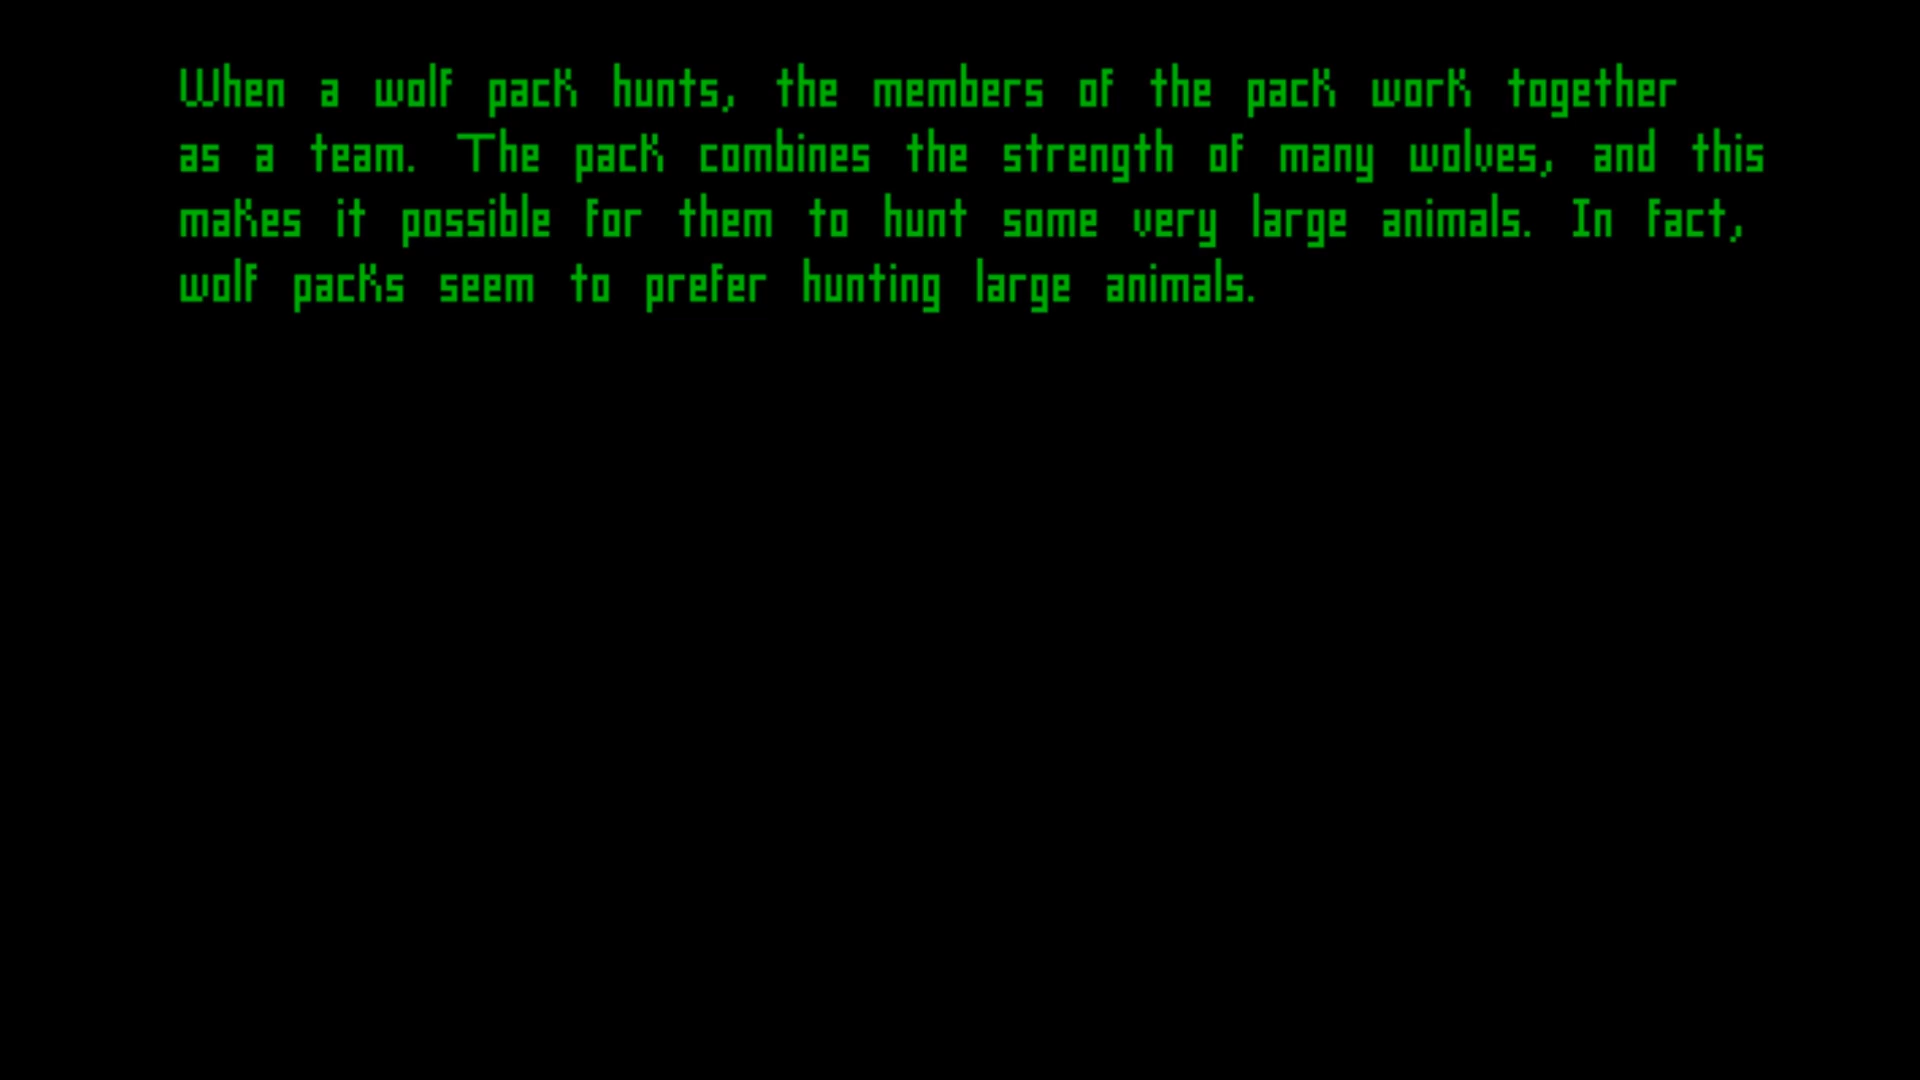 When a wolf pack hunts, the members of the pack work together
as a team. The pack combines the strength of many wolves, and this
makes it possible for them to hunt some very large animals. In fact,
wolf packs seem to prefer hunting large animals.